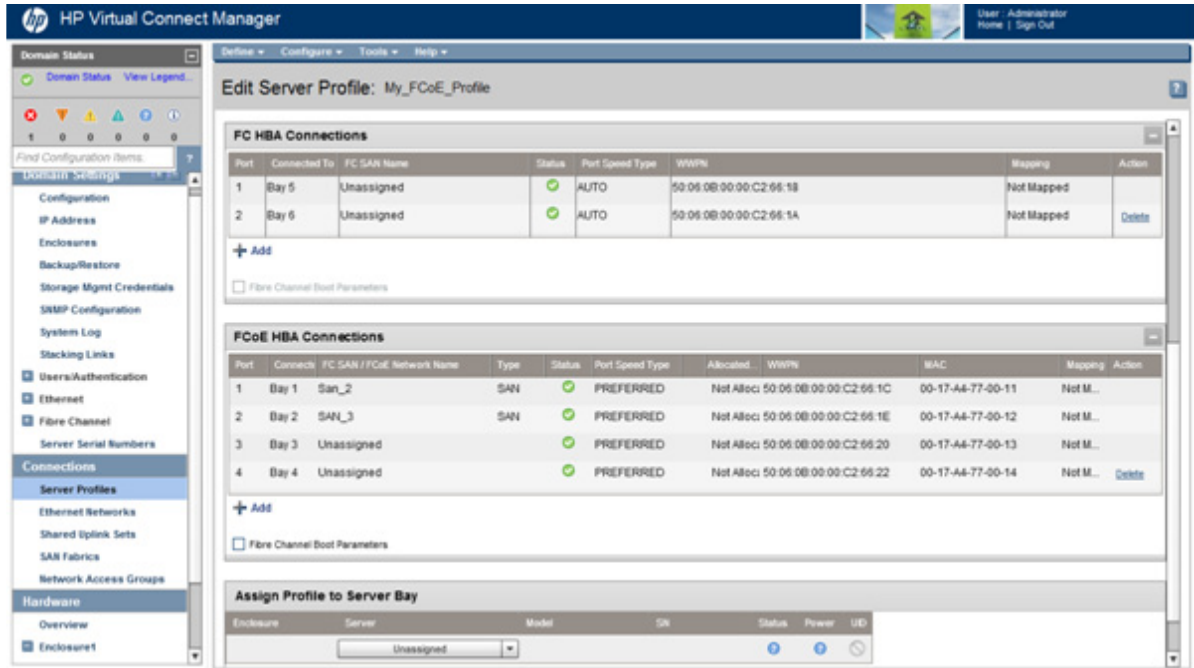 hp HP Virtual Connect Manager
User : Administrator
Home | Sign Out
Domain Status
Domain Status View Legend...
1 0 0 0 0 0
Find Configuration Items: ?
Domain Settings
Configuration
IP Address
Enclosures
Backup/Restore
Storage Mgmt Credentials
SNMP Configuration
System Log
Stacking Links
Users/Authentication
Ethernet
Fibre Channel
Server Serial Numbers
Connections
Server Profiles
Ethernet Networks
Shared Uplink Sets
SAN Fabrics
Network Access Groups
Hardware
Overview
Enclosure1
Define Configure Tools Help
Edit Server Profile: My_FCoE_Profile ?
FC HBA Connections
Port Connected To FC SAN Name Status Port Speed Type WWPN Mapping Action
1 Bay 5 Unassigned AUTO 50:06:0B:00:00:C2:66:18 Not Mapped
2 Bay 6 Unassigned AUTO 50:06:0B:00:00:C2:66:1A Not Mapped Delete
+ Add
Fibre Channel Boot Parameters
FCoE HBA Connections
Port Connecte FC SAN / FCoE Network Name Type Status Port Speed Type Allocated... WWPN MAC Mapping Action
1 Bay 1 San_2 SAN PREFERRED Not Alloca 50:06:0B:00:00:C2:66:1C 00-17-A4-77-00-11 Not M...
2 Bay 2 SAN_3 SAN PREFERRED Not Alloca 50:06:0B:00:00:C2:66:1E 00-17-A4-77-00-12 Not M...
3 Bay 3 Unassigned PREFERRED Not Alloca 50:06:0B:00:00:C2:66:20 00-17-A4-77-00-13 Not M...
4 Bay 4 Unassigned PREFERRED Not Alloca 50:06:0B:00:00:C2:66:22 00-17-A4-77-00-14 Not M... Delete
+ Add
Fibre Channel Boot Parameters
Assign Profile to Server Bay
Enclosure Server Model SN Status Power UID
Unassigned ? ?